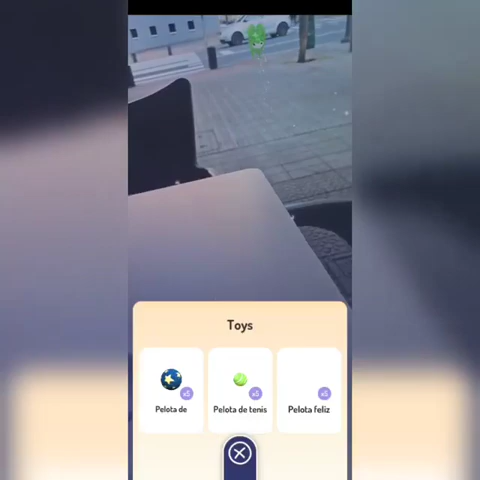 Toys
x5
x5
x5
Pelota de
Pelota de tenis
Pelota feliz